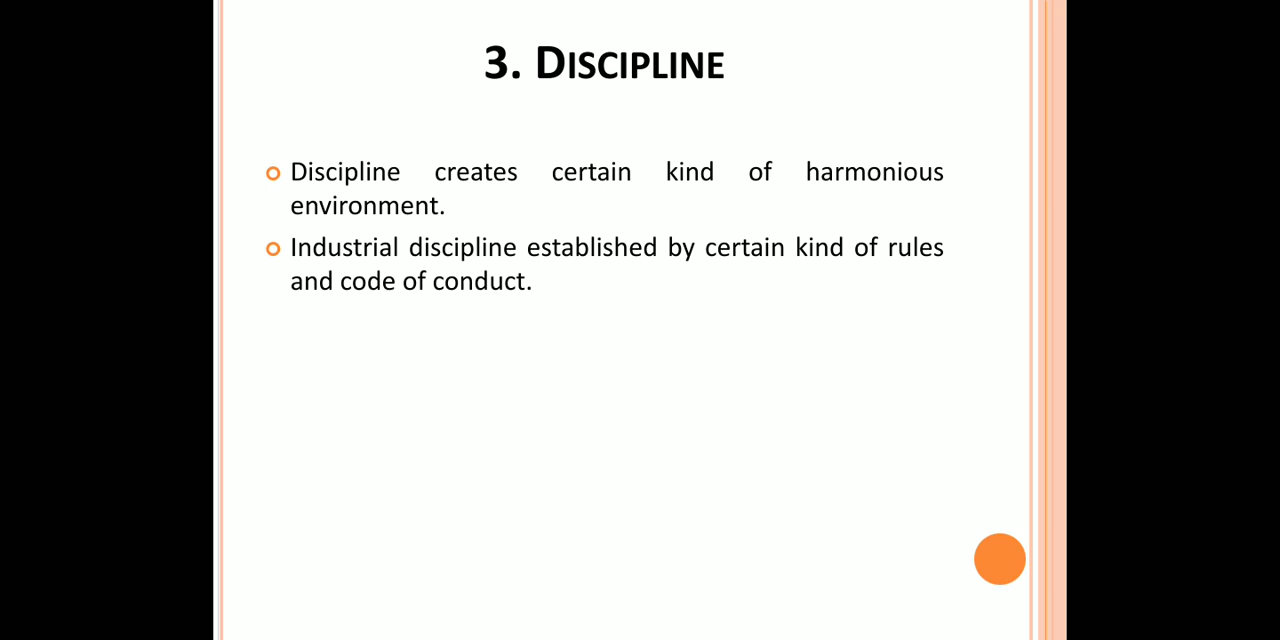 3. DISCIPLINE
Discipline creates certain kind of harmonious
environment.
Industrial discipline established by certain kind of rules
and code of conduct.